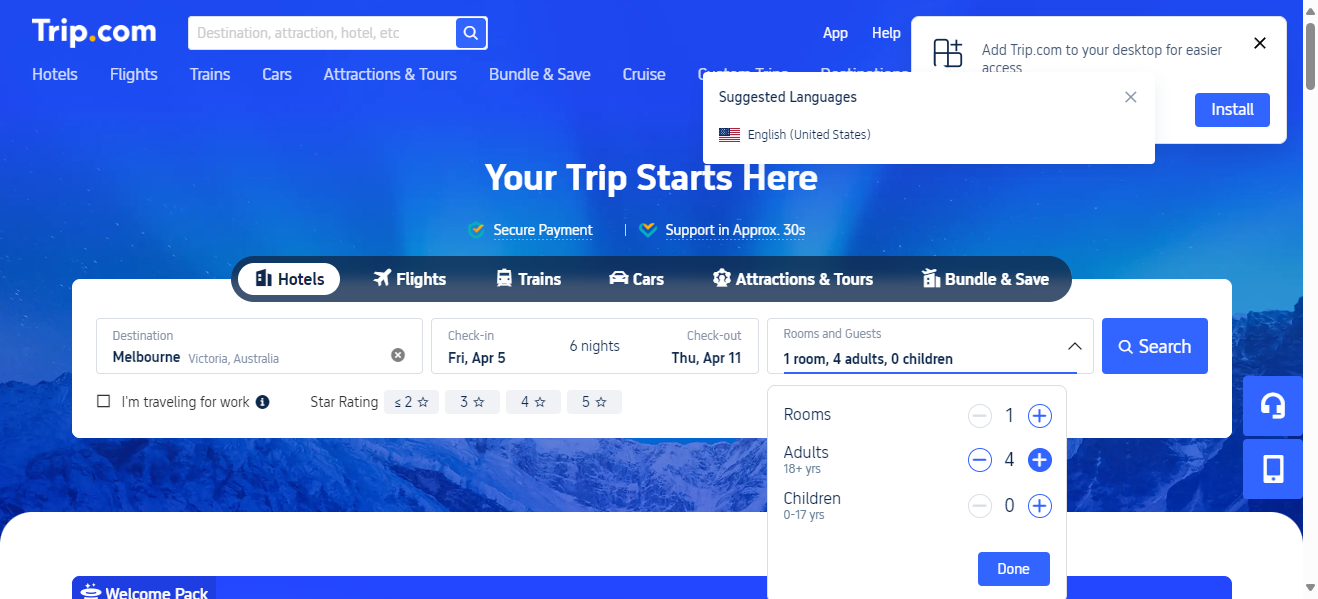 Trip.com
Destination, attraction, hotel, etc
App
Help
Add Trip.com to your desktop for easier access
Install
Hotels
Flights
Trains
Cars
Attractions & Tours
Bundle & Save
Cruise
Custom Trips
Destinations
Suggested Languages
English (United States)
Your Trip Starts Here
Secure Payment
Support in Approx. 30s
Hotels
Flights
Trains
Cars
Attractions & Tours
Bundle & Save
Destination
Melbourne Victoria, Australia
Check-in
Fri, Apr 5
6 nights
Check-out
Thu, Apr 11
Rooms and Guests
1 room, 4 adults, 0 children
Search
I'm traveling for work
Star Rating
≤ 2
3
4
5
Rooms
1
Adults
18+ yrs
4
Children
0-17 yrs
0
Done
Welcome Pack